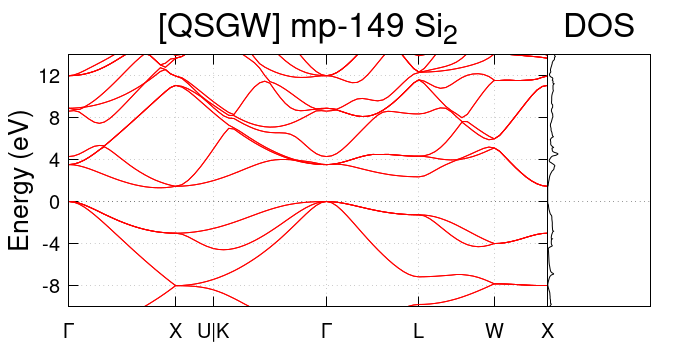 [QSGW] mp-149 Si2 DOS
Energy (eV)
12
8
4
0
-4
-8
Γ X U|K Γ L W X